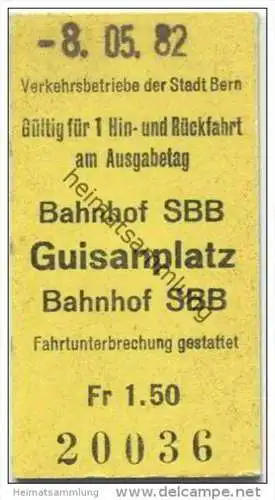 -8. 05. 82
Verkehrsbetriebe der Stadt Bern
Gültig für 1 Hin- und Rückfahrt
am Ausgabetag
Bahnhof SBB
Guisanplatz
Bahnhof SBB
Fahrtunterbrechung gestattet
Fr 1.50
20036
heimatsammlung
Heimatsammlung
www.delcampe.net